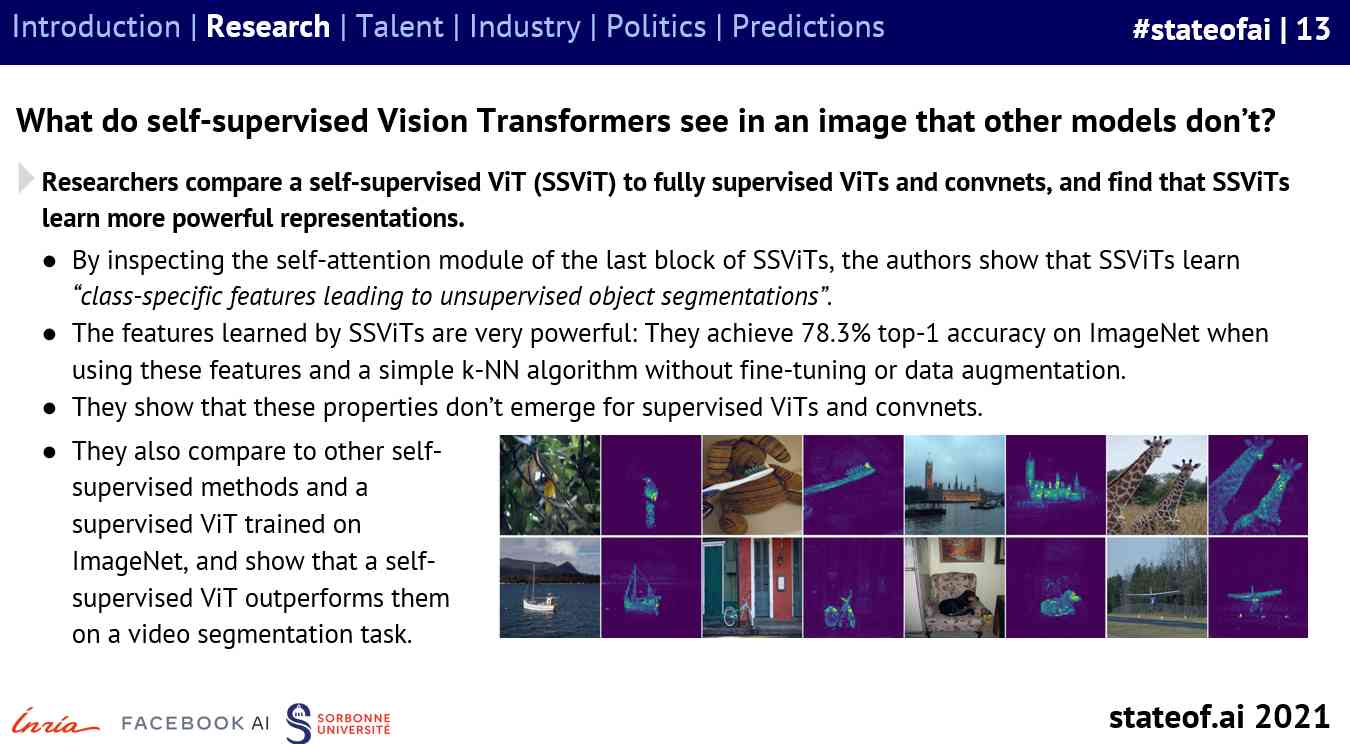 Introduction | Research | Talent | Industry | Politics | Predictions
#stateofai | 13
What do self-supervised Vision Transformers see in an image that other models don’t?
Researchers compare a self-supervised ViT (SSViT) to fully supervised ViTs and convnets, and find that SSViTs
learn more powerful representations.
● By inspecting the self-attention module of the last block of SSViTs, the authors show that SSViTs learn
“class-specific features leading to unsupervised object segmentations”.
● The features learned by SSViTs are very powerful: They achieve 78.3% top-1 accuracy on ImageNet when
using these features and a simple k-NN algorithm without fine-tuning or data augmentation.
● They show that these properties don’t emerge for supervised ViTs and convnets.
● They also compare to other self-
supervised methods and a
supervised ViT trained on
ImageNet, and show that a self-
supervised ViT outperforms them
on a video segmentation task.
Inria
FACEBOOK AI
SORBONNE
UNIVERSITÉ
stateof.ai 2021